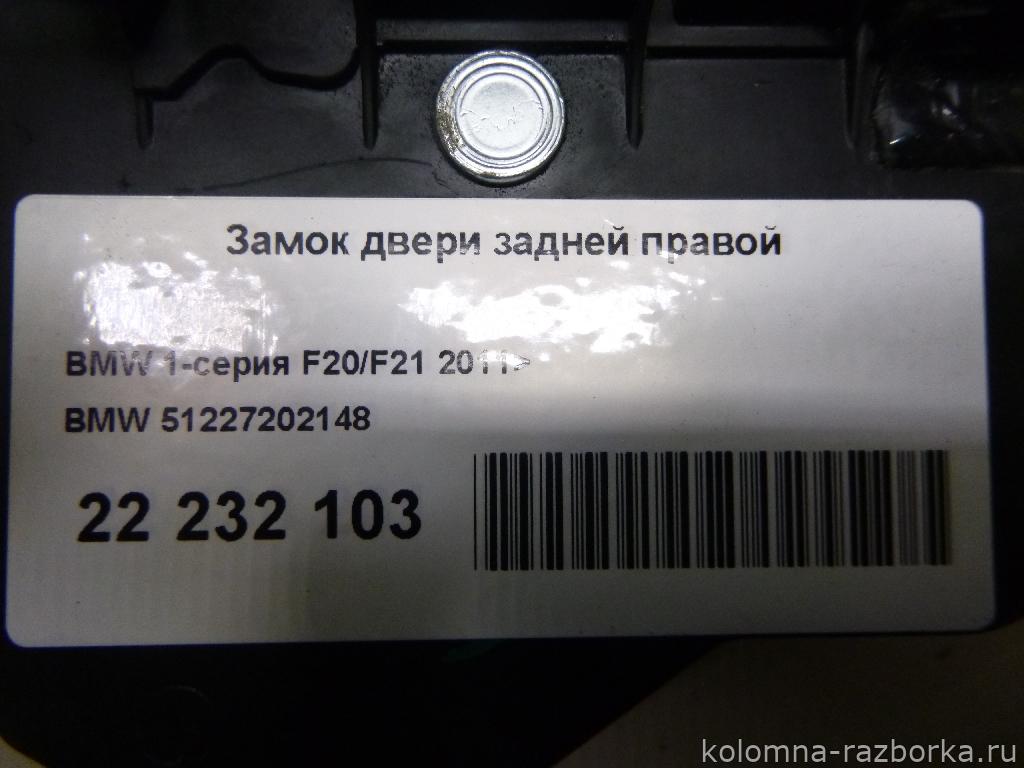 Замок двери задней правой
BMW 1-серия F20/F21 2011>
BMW 51227202148
22 232 103
kolomna-razborka.ru